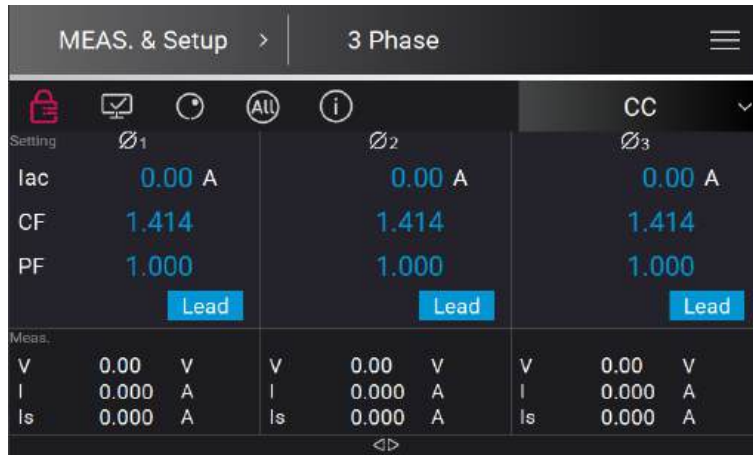 MEAS. & Setup > 3 Phase
All i CC
Setting Ø1 Ø2 Ø3
Iac 0.00 A 0.00 A 0.00 A
CF 1.414 1.414 1.414
PF 1.000 1.000 1.000
Lead Lead Lead
Meas.
V 0.00 V V 0.00 V V 0.00 V
I 0.000 A I 0.000 A I 0.000 A
Is 0.000 A Is 0.000 A Is 0.000 A